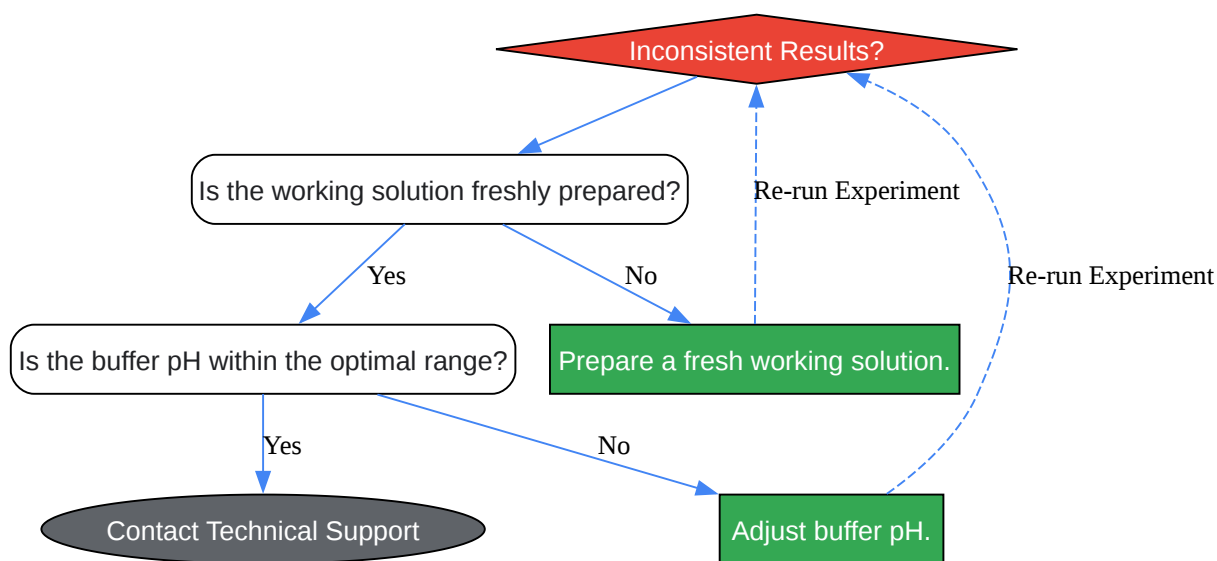 Inconsistent Results?
Is the working solution freshly prepared?
Re-run Experiment
Yes
No
Re-run Experiment
Is the buffer pH within the optimal range?
Prepare a fresh working solution.
Yes
No
Contact Technical Support
Adjust buffer pH.